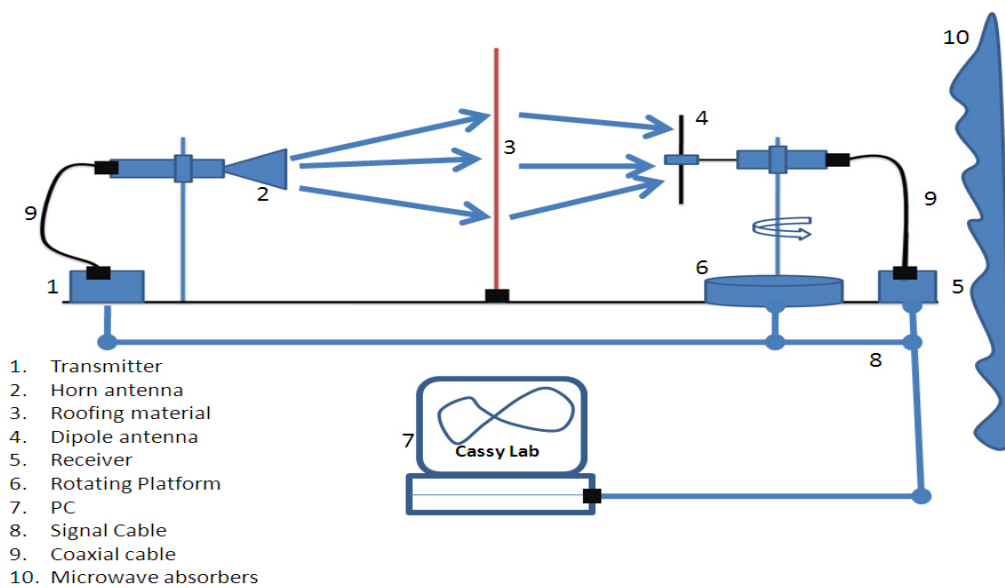 10
4
3
2
9
9
6
1
5
8
7
Cassy Lab
1. Transmitter
2. Horn antenna
3. Roofing material
4. Dipole antenna
5. Receiver
6. Rotating Platform
7. PC
8. Signal Cable
9. Coaxial cable
10. Microwave absorbers